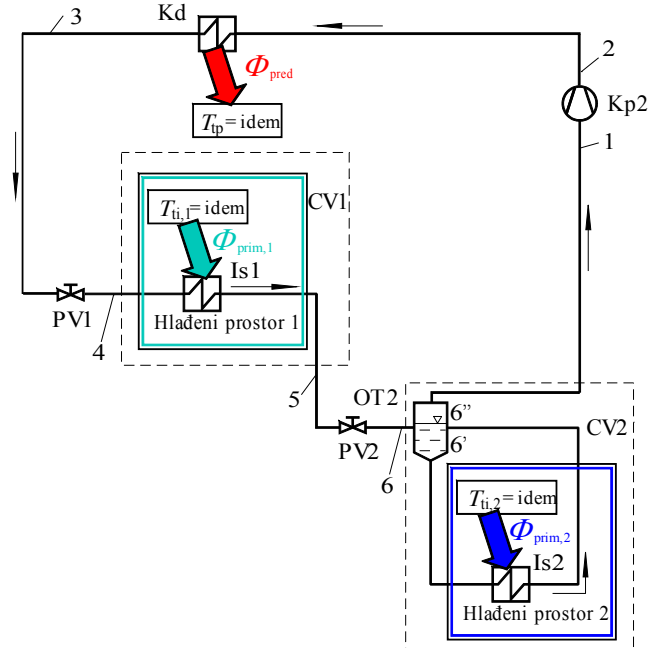 3
Kd
2
Φpred
Kp2
Ttp = idem
1
CV1
Tti,1= idem
Φprim,1
Is1
PV1
Hlađeni prostor 1
4
5
OT2
6”
CV2
6’
PV2
6
Tti,2= idem
Φprim,2
Is2
Hlađeni prostor 2